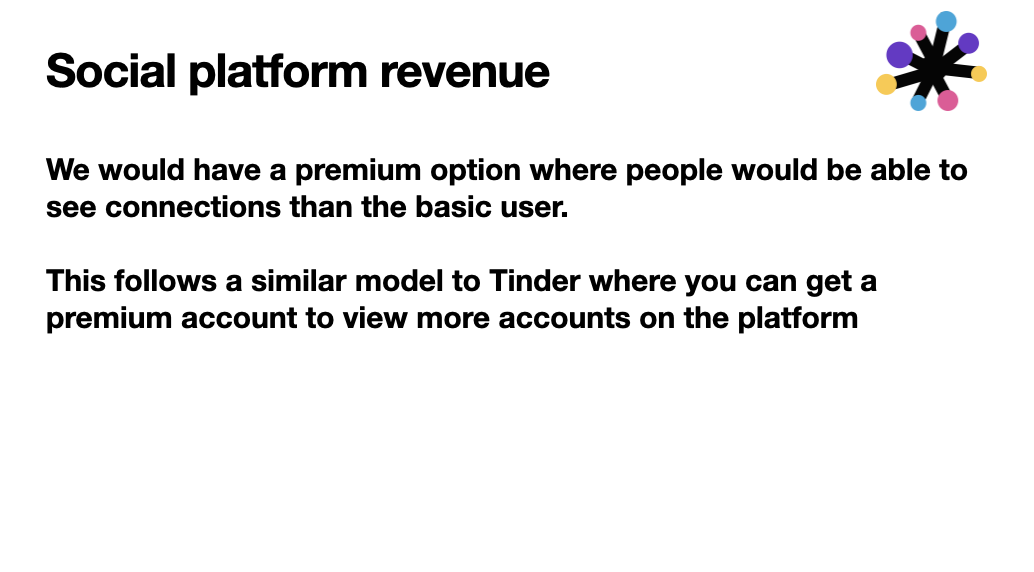 Social platform revenue
We would have a premium option where people would be able to
see connections than the basic user.
This follows a similar model to Tinder where you can get a
premium account to view more accounts on the platform